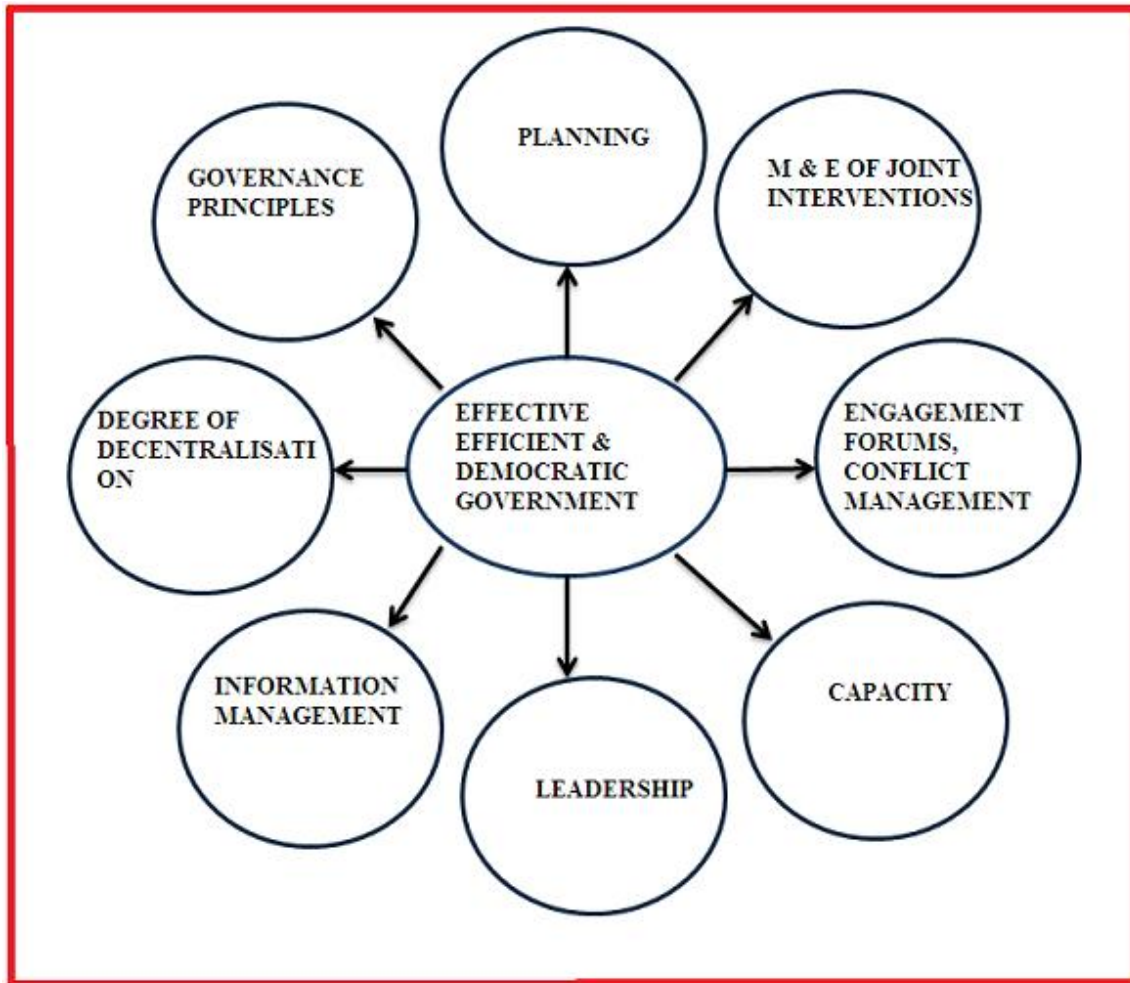 PLANNING
GOVERNANCE
PRINCIPLES
M & E OF JOINT
INTERVENTIONS
DEGREE OF
DECENTRALISATI
ON
EFFECTIVE
EFFICIENT &
DEMOCRATIC
GOVERNMENT
ENGAGEMENT
FORUMS,
CONFLICT
MANAGEMENT
INFORMATION
MANAGEMENT
LEADERSHIP
CAPACITY